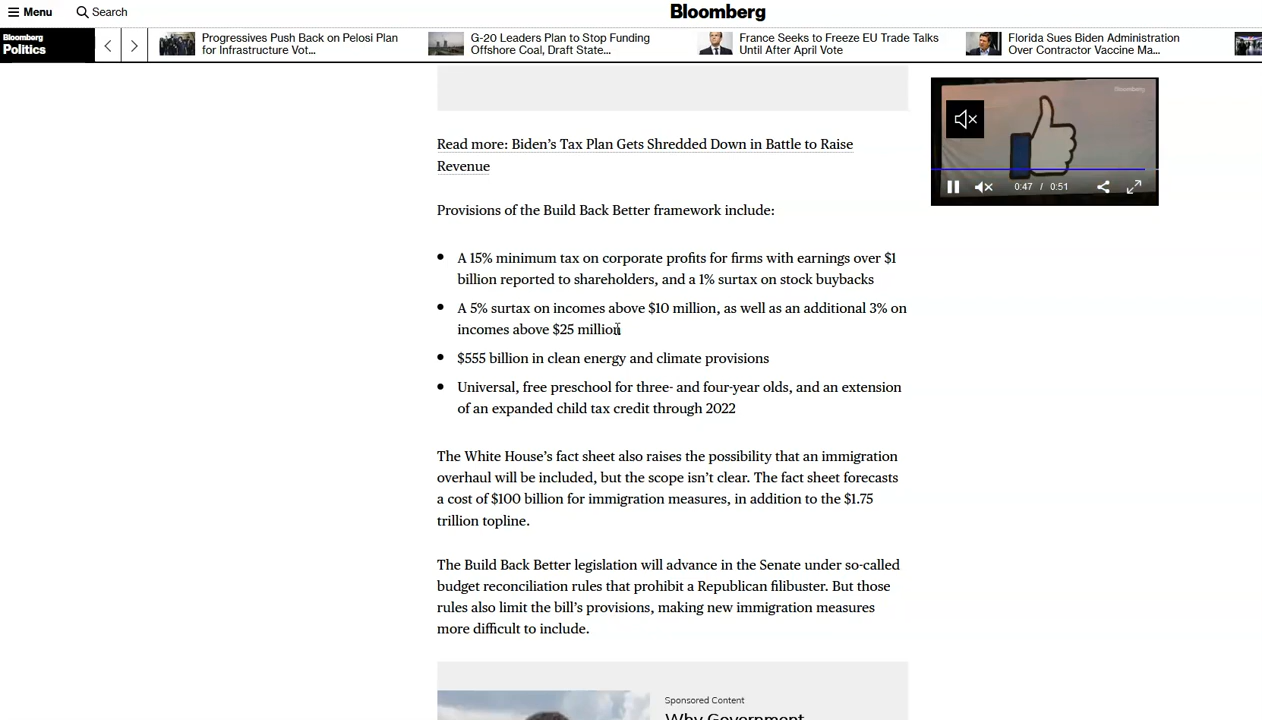 Menu
Search
Bloomberg
Bloomberg
Politics
Progressives Push Back on Pelosi Plan
for Infrastructure Vot...
G-20 Leaders Plan to Stop Funding
Offshore Coal, Draft State...
France Seeks to Freeze EU Trade Talks
Until After April Vote
Florida Sues Biden Administration
Over Contractor Vaccine Ma...
Bloomberg
0:47 / 0:51
Read more: Biden’s Tax Plan Gets Shredded Down in Battle to Raise
Revenue
Provisions of the Build Back Better framework include:
• A 15% minimum tax on corporate profits for firms with earnings over $1
billion reported to shareholders, and a 1% surtax on stock buybacks
• A 5% surtax on incomes above $10 million, as well as an additional 3% on
incomes above $25 million
• $555 billion in clean energy and climate provisions
• Universal, free preschool for three- and four-year olds, and an extension
of an expanded child tax credit through 2022
The White House’s fact sheet also raises the possibility that an immigration
overhaul will be included, but the scope isn’t clear. The fact sheet forecasts
a cost of $100 billion for immigration measures, in addition to the $1.75
trillion topline.
The Build Back Better legislation will advance in the Senate under so-called
budget reconciliation rules that prohibit a Republican filibuster. But those
rules also limit the bill’s provisions, making new immigration measures
more difficult to include.
Sponsored Content
Why Government